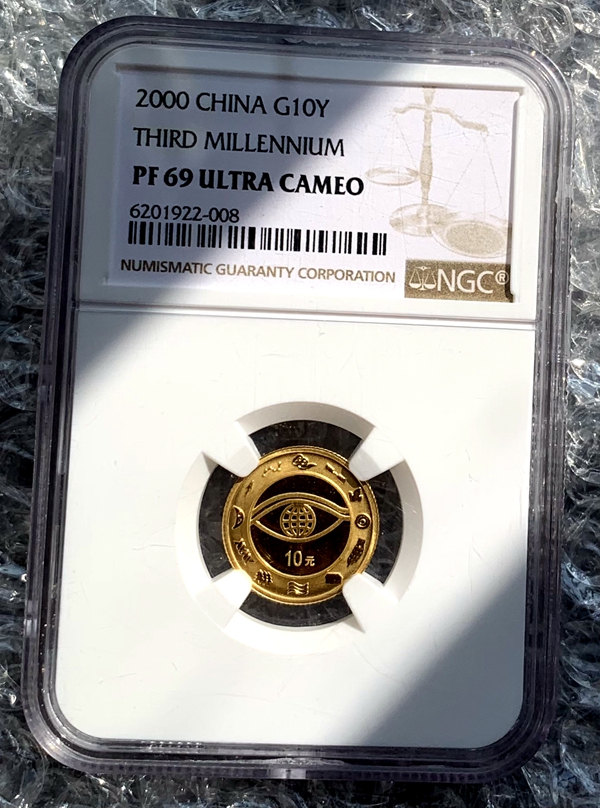 2000 CHINA G10Y
THIRD MILLENNIUM
PF 69 ULTRA CAMEO
6201922-008
NUMISMATIC GUARANTY CORPORATION
NGC®
10元